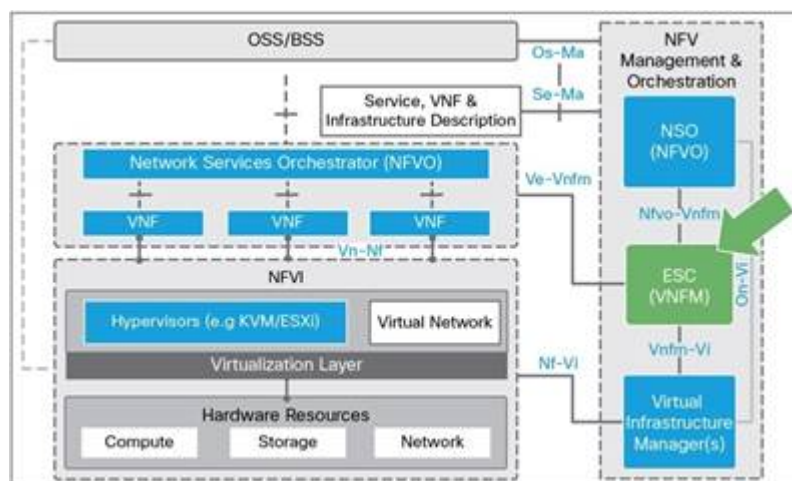 OSS/BSS
Os-Ma
NFV
Management &
Orchestration
Service, VNF &
Infrastructure Description
Se-Ma
NSO
(NFVO)
Network Services Orchestrator (NFVO)
Ve-Vnfm
VNF
VNF
VNF
Nfvo-Vnfm
Vn-Nf
NFVI
ESC
(VNFM)
On-Vi
Hypervisors (e.g KVM/ESXi)
Virtual Network
Virtualization Layer
Nf-Vi
Vnfm-Vi
Hardware Resources
Compute
Storage
Network
Virtual
Infrastructure
Manager(s)